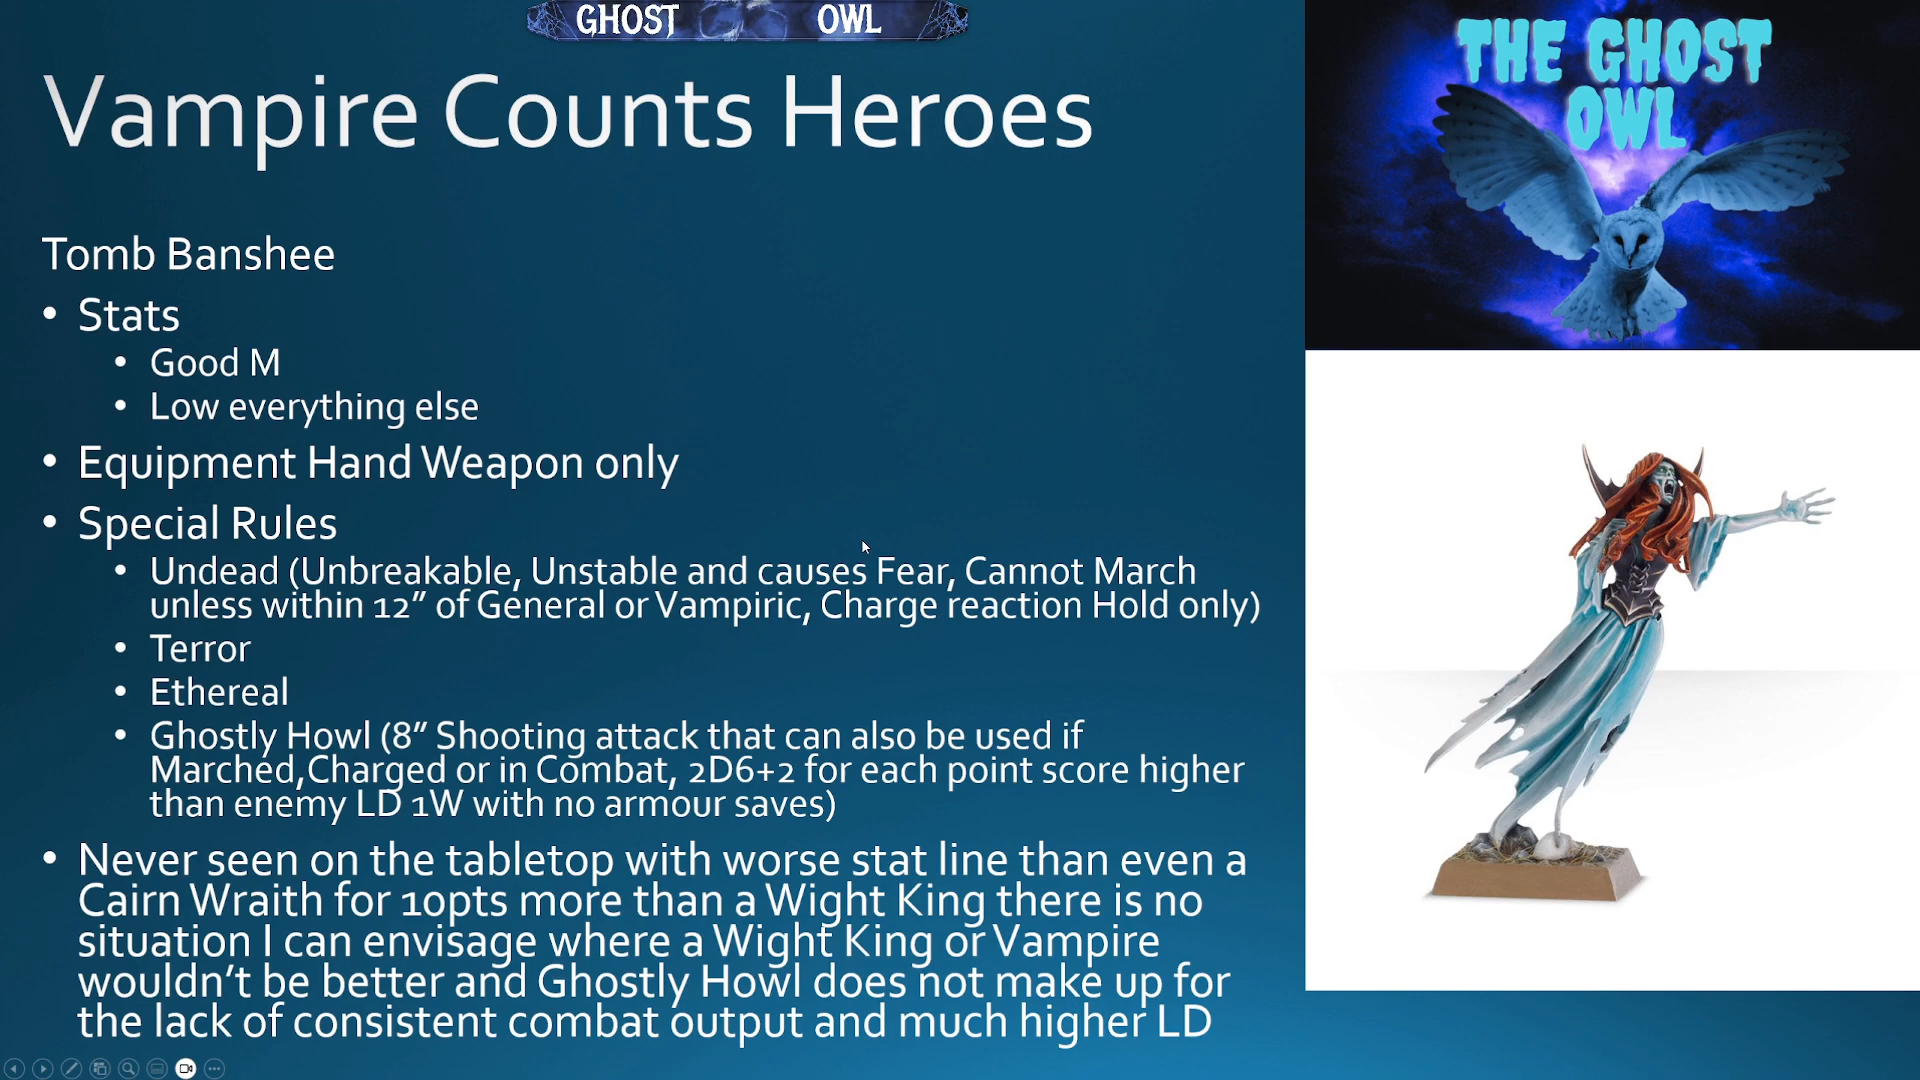 GHOST OWL
THE GHOST
OWL
Vampire Counts Heroes
Tomb Banshee
• Stats
• Good M
• Low everything else
• Equipment Hand Weapon only
• Special Rules
• Undead (Unbreakable, Unstable and causes Fear, Cannot March
unless within 12” of General or Vampiric, Charge reaction Hold only)
• Terror
• Ethereal
• Ghostly Howl (8” Shooting attack that can also be used if
Marched,Charged or in Combat, 2D6+2 for each point score higher
than enemy LD 1W with no armour saves)
• Never seen on the tabletop with worse stat line than even a
Cairn Wraith for 10pts more than a Wight King there is no
situation I can envisage where a Wight King or Vampire
wouldn’t be better and Ghostly Howl does not make up for
the lack of consistent combat output and much higher LD